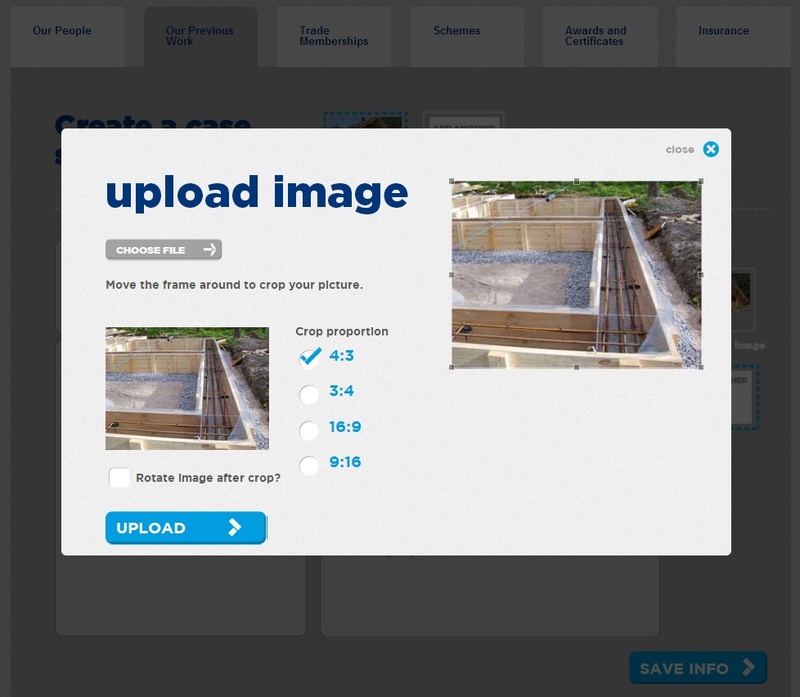 Our People
Our Previous
Work
Trade
Memberships
Schemes
Awards and
Certificates
Insurance
Create a case
close
upload image
CHOOSE FILE
Move the frame around to crop your picture.
Crop proportion
4:3
3:4
16:9
9:16
Rotate image after crop?
UPLOAD
image
SAVE INFO